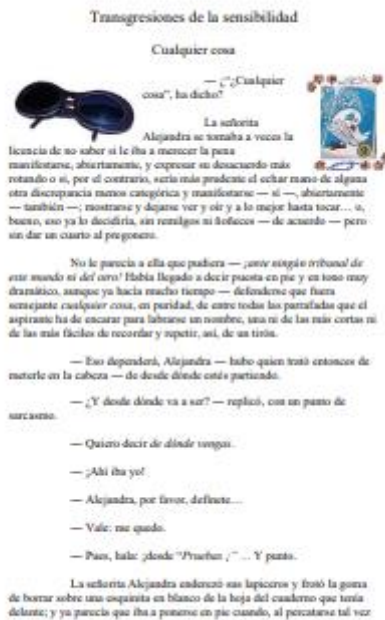 Transgresiones de la sensibilidad
Cualquier cosa
— ¿“¿Cualquier
cosa”, ha dicho?
La señorita
Alejandra se tomaba a veces la
licencia de no saber si le iba a merecer la pena
manifestarse, abiertamente, y expresar su desacuerdo más
rotundo o si, por el contrario, sería más prudente el echar mano de alguna
otra discrepancia menos categórica y manifestarse — sí —, abiertamente
— también —; mostrarse y dejarse ver y oír y a lo mejor hasta tocar… o,
bueno, eso ya lo decidiría, sin remilgos ni ñoñeces — de acuerdo — pero
sin dar un cuarto al pregonero.
No le parecía a ella que pudiera — ¡ante ningún tribunal de
este mundo ni del otro! Había llegado a decir puesta en pie y en tono muy
dramático, aunque ya hacía mucho tiempo — defenderse que fuera
semejante cualquier cosa, en puridad, de entre todas las parrafadas que el
aspirante ha de encarar para labrarse un nombre, una ni de las más cortas ni
de las más fáciles de recordar y repetir, así, de un tirón.
— Eso dependerá, Alejandra — hubo quien trató entonces de
meterle en la cabeza — de desde dónde estés partiendo.
— ¿Y desde dónde va a ser? — replicó, con un punto de
sarcasmo.
— Quiero decir de dónde vengas.
— ¡Ahí iba yo!
— Alejandra, por favor, defínete…
— Vale: me quedo.
— Pues, hala: ¡desde “Pruebas ¿” … Y punto.
La señorita Alejandra enderezó sus lapiceros y frotó la goma
de borrar sobre una esquinita en blanco de la hoja del cuaderno que tenía
delante; y ya parecía que iba a ponerse en pie cuando, al percatarse tal vez